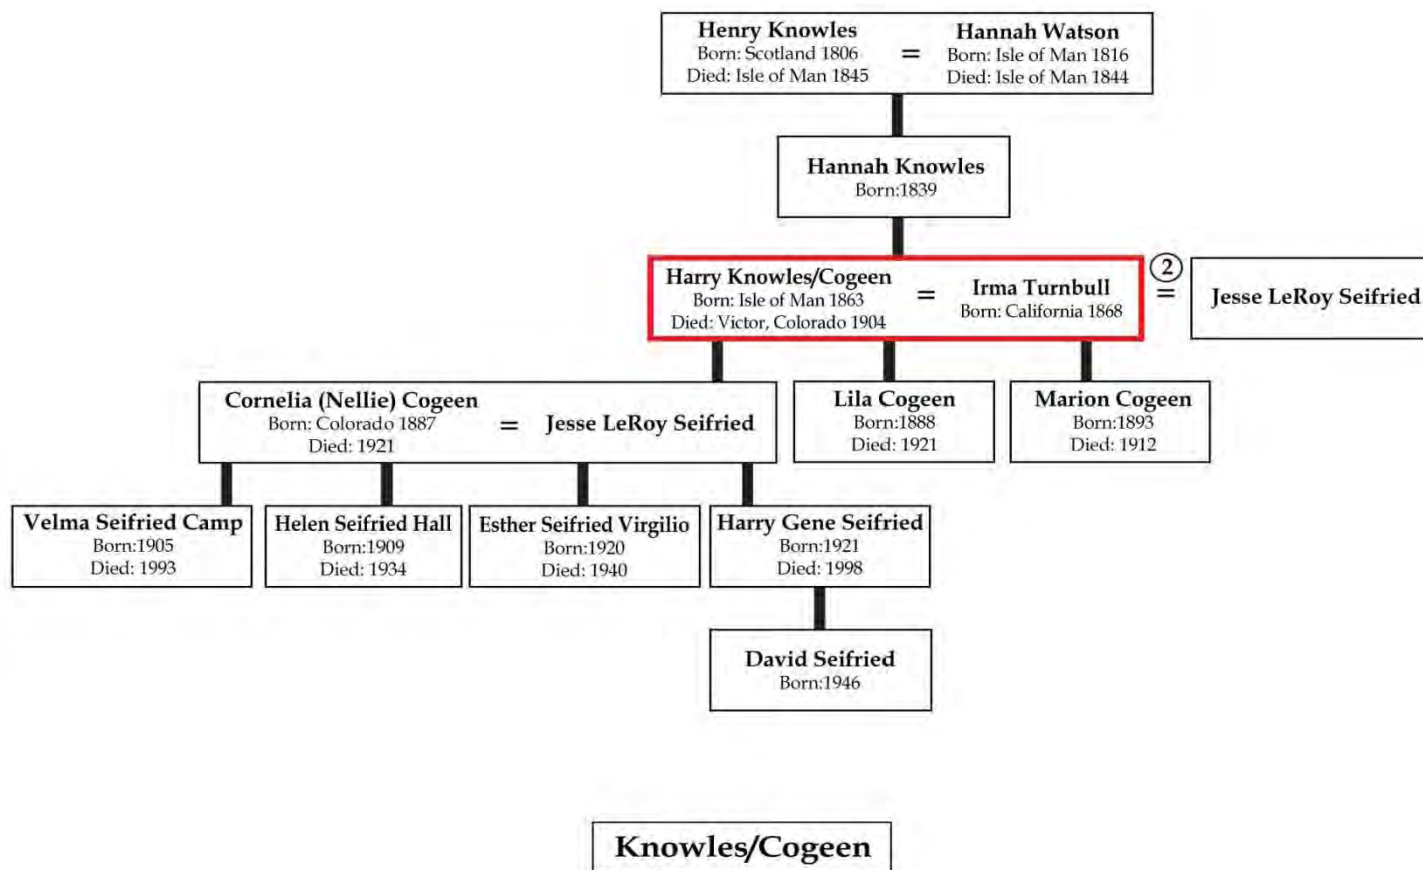 Henry Knowles
Born: Scotland 1806
Died: Isle of Man 1845
=
Hannah Watson
Born: Isle of Man 1816
Died: Isle of Man 1844
Hannah Knowles
Born:1839
Harry Knowles/Cogeen
Born: Isle of Man 1863
Died: Victor, Colorado 1904
=
Irma Turnbull
Born: California 1868
2
=
Jesse LeRoy Seifried
Cornelia (Nellie) Cogeen
Born: Colorado 1887
Died: 1921
=
Jesse LeRoy Seifried
Lila Cogeen
Born:1888
Died: 1921
Marion Cogeen
Born:1893
Died: 1912
Velma Seifried Camp
Born:1905
Died: 1993
Helen Seifried Hall
Born:1909
Died: 1934
Esther Seifried Virgilio
Born:1920
Died: 1940
Harry Gene Seifried
Born:1921
Died: 1998
David Seifried
Born:1946
Knowles/Cogeen